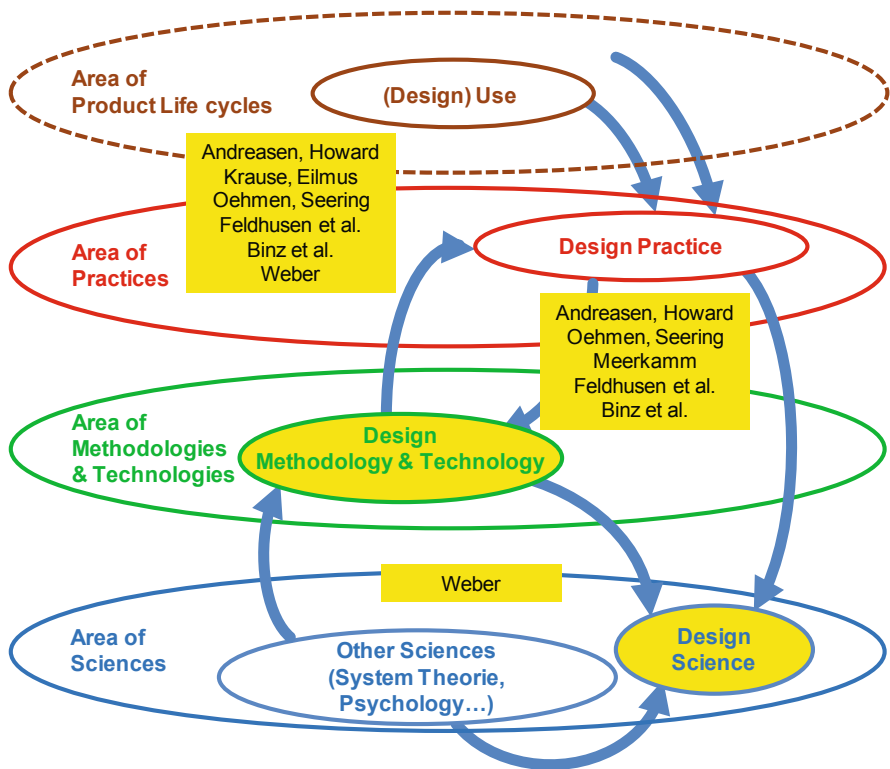 Area of
Product Life cycles
(Design) Use
Andreasen, Howard
Krause, Eilmus
Oehmen, Seering
Feldhusen et al.
Binz et al.
Weber
Area of
Practices
Design Practice
Andreasen, Howard
Oehmen, Seering
Meerkamm
Feldhusen et al.
Binz et al.
Area of
Methodologies
& Technologies
Design
Methodology & Technology
Weber
Area of
Sciences
Other Sciences
(System Theorie,
Psychology…)
Design
Science